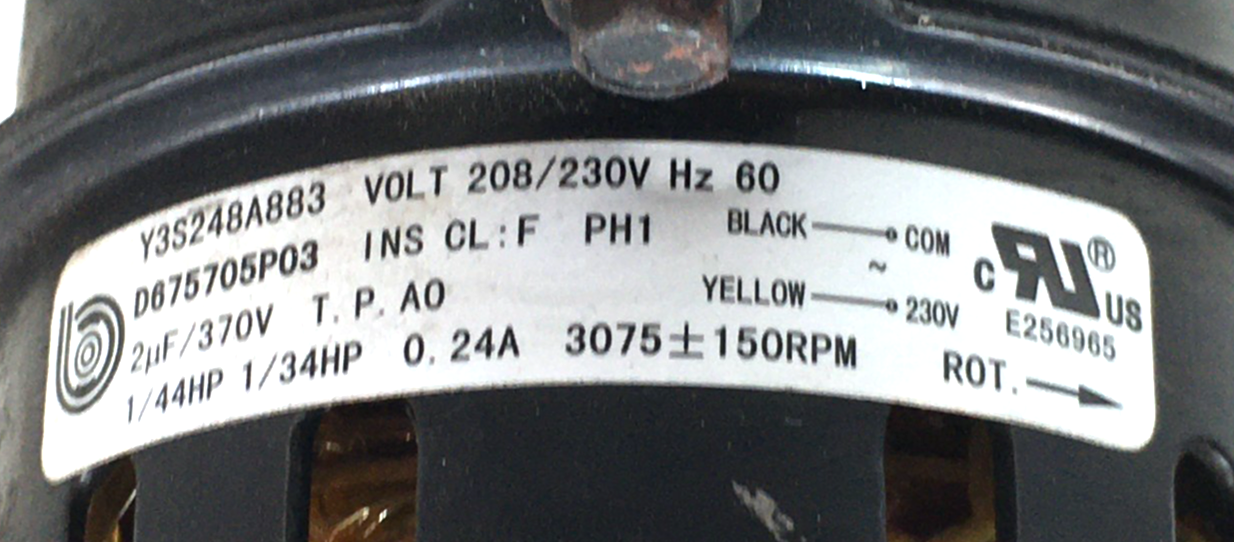 Y3S248A883 VOLT 208/230V Hz 60
D675705P03 INS CL:F PH1
2µF/370V T.P. AO
1/44HP 1/34HP 0.24A 3075±150RPM
BLACK COM
~
YELLOW 230V
ROT.
C RU® US
E256965